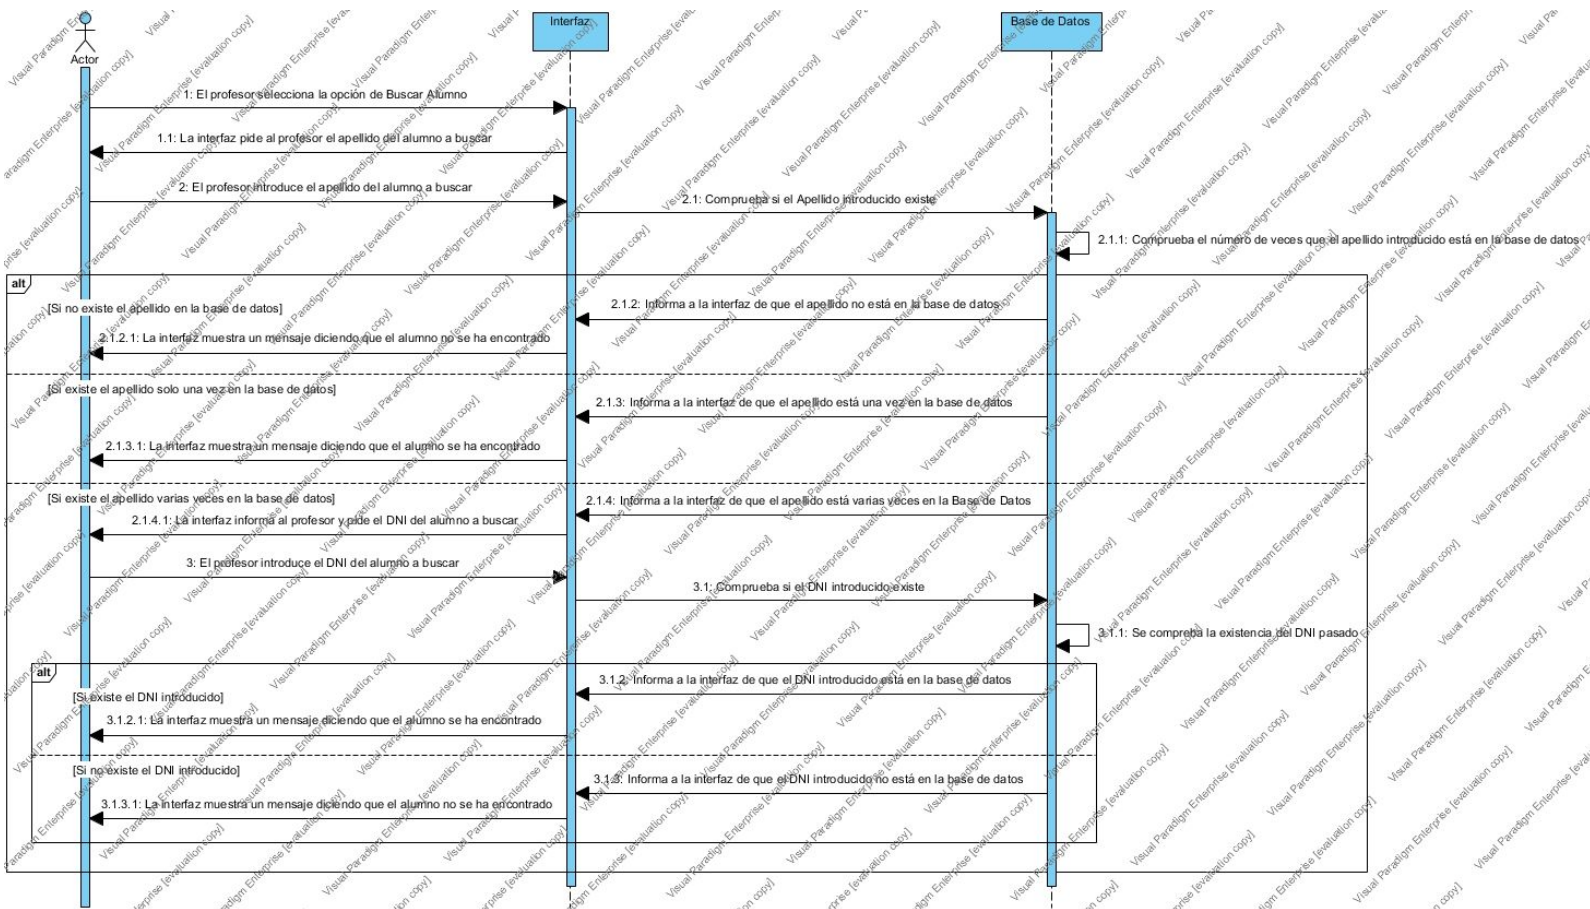 Actor
Interfaz
Base de Datos
1: El profesor selecciona la opción de Buscar Alumno
1.1: La interfaz pide al profesor el apellido del alumno a buscar
2: El profesor introduce el apellido del alumno a buscar
2.1: Comprueba si el Apellido introducido existe
2.1.1: Comprueba el número de veces que el apellido introducido está en la base de datos
alt
[Si no existe el apellido en la base de datos]
2.1.2: Informa a la interfaz de que el apellido no está en la base de datos
2.1.2.1: La interfaz muestra un mensaje diciendo que el alumno no se ha encontrado
[Si existe el apellido solo una vez en la base de datos]
2.1.3: Informa a la interfaz de que el apellido está una vez en la base de datos
2.1.3.1: La interfaz muestra un mensaje diciendo que el alumno se ha encontrado
[Si existe el apellido varias veces en la base de datos]
2.1.4: Informa a la interfaz de que el apellido está varias veces en la Base de Datos
2.1.4.1: La interfaz informa al profesor y pide el DNI del alumno a buscar
3: El profesor introduce el DNI del alumno a buscar
3.1: Comprueba si el DNI introducido existe
3.1.1: Se compreba la existencia del DNI pasado
alt
[Si existe el DNI introducido]
3.1.2: Informa a la interfaz de que el DNI introducido está en la base de datos
3.1.2.1: La interfaz muestra un mensaje diciendo que el alumno se ha encontrado
[Si no existe el DNI introducido]
3.1.3: Informa a la interfaz de que el DNI introducido no está en la base de datos
3.1.3.1: La interfaz muestra un mensaje diciendo que el alumno no se ha encontrado
Visual Paradigm Enterprise [evaluation copy]